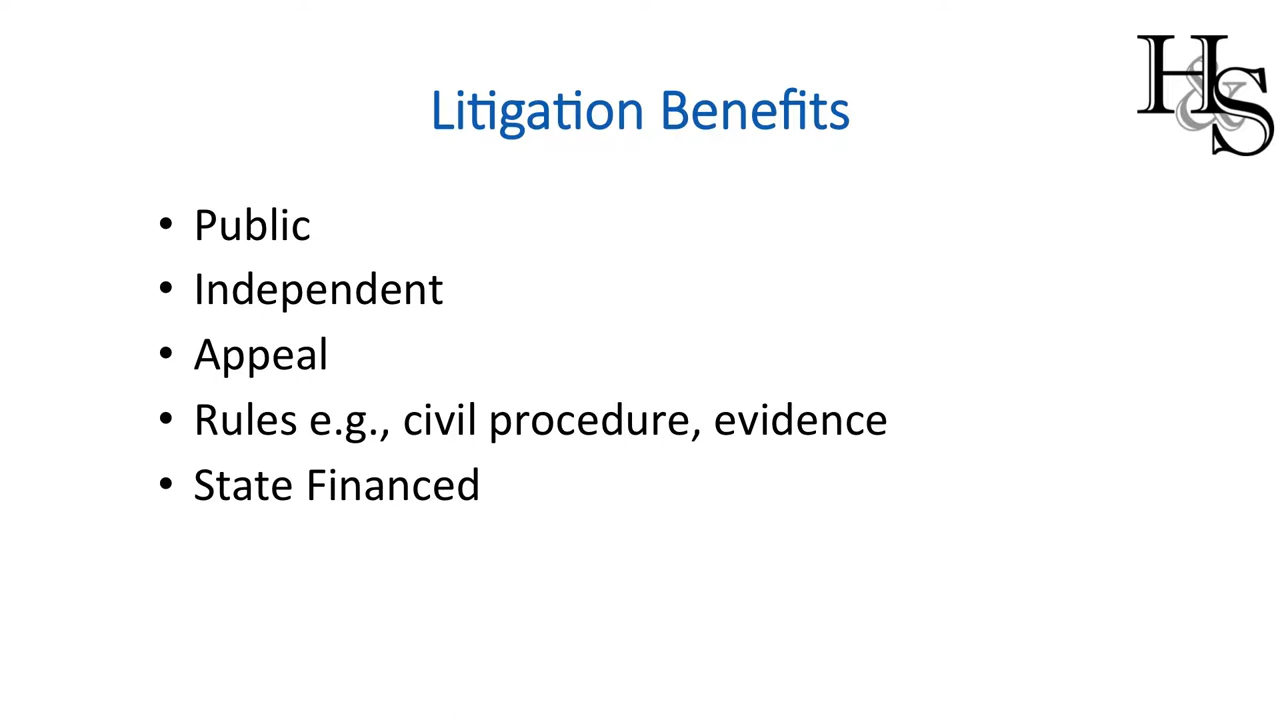 H&S
Litigation Benefits
• Public
• Independent
• Appeal
• Rules e.g., civil procedure, evidence
• State Financed